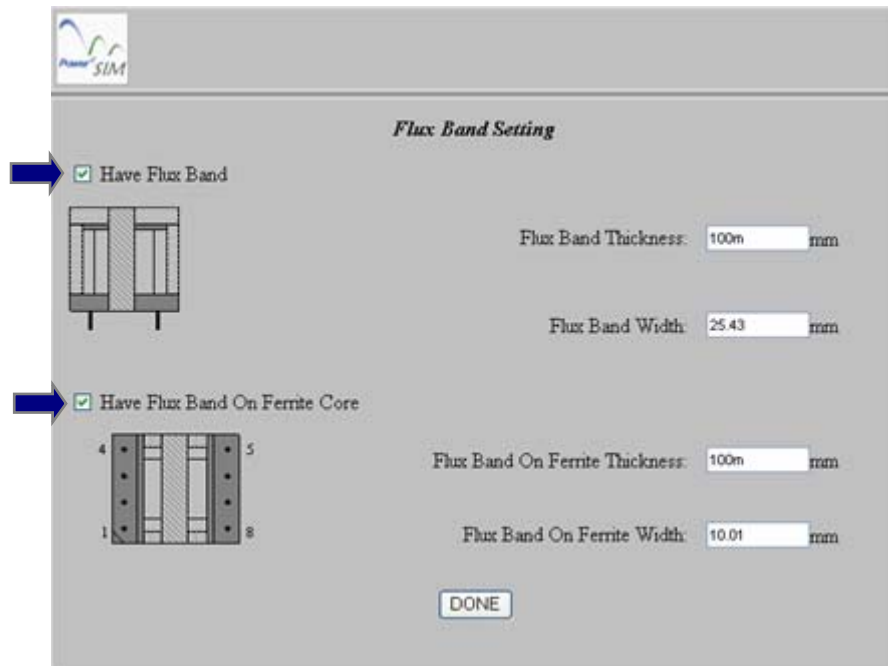 Power SIM
Flux Band Setting
Have Flux Band
Flux Band Thickness: 100m mm
Flux Band Width: 25.43 mm
Have Flux Band On Ferrite Core
4 5
Flux Band On Ferrite Thickness: 100m mm
1 8
Flux Band On Ferrite Width: 10.01 mm
DONE